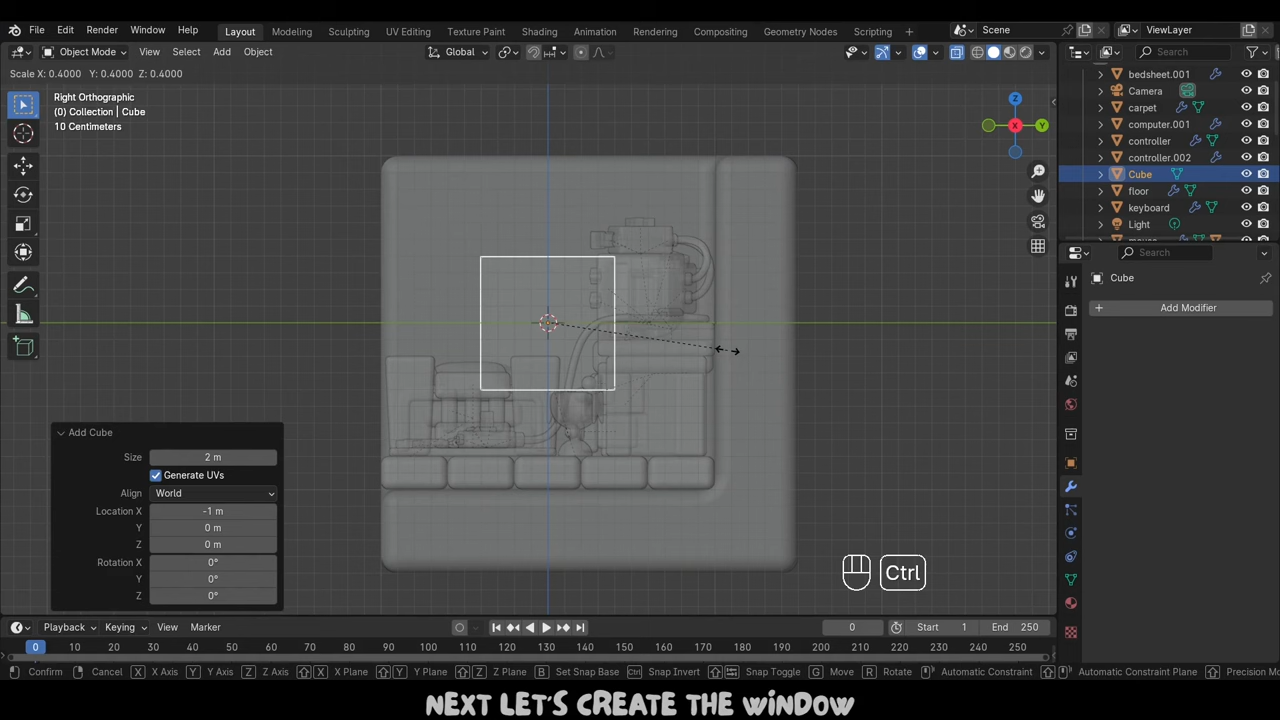 File Edit Render Window Help Layout Modeling Sculpting UV Editing Texture Paint Shading Animation Rendering Compositing Geometry Nodes Scripting + Scene ViewLayer
Object Mode View Select Add Object Global Search
Scale X: 0.4000 Y: 0.4000 Z: 0.4000
Right Orthographic
(0) Collection | Cube
10 Centimeters
Z
X
Y
bedsheet.001
Camera
carpet
computer.001
controller
controller.002
Cube
floor
keyboard
Light
Search
Cube
+ Add Modifier
Add Cube
Size 2 m
Generate UVs
Align World
Location X -1 m
Y 0 m
Z 0 m
Rotation X 0°
Y 0°
Z 0°
Ctrl
Playback Keying View Marker 0 Start 1 End 250
0 10 20 30 40 50 60 70 80 90 100 110 120 130 140 150 160 170 180 190 200 210 220 230 240 250
Confirm Cancel X X Axis Y Y Axis Z Z Axis X X Plane Y Y Plane Z Z Plane B Set Snap Base Ctrl Snap Invert Snap Toggle G Move R Rotate Automatic Constraint Automatic Constraint Plane Precision Mo
NEXT LET'S CREATE THE WINDOW